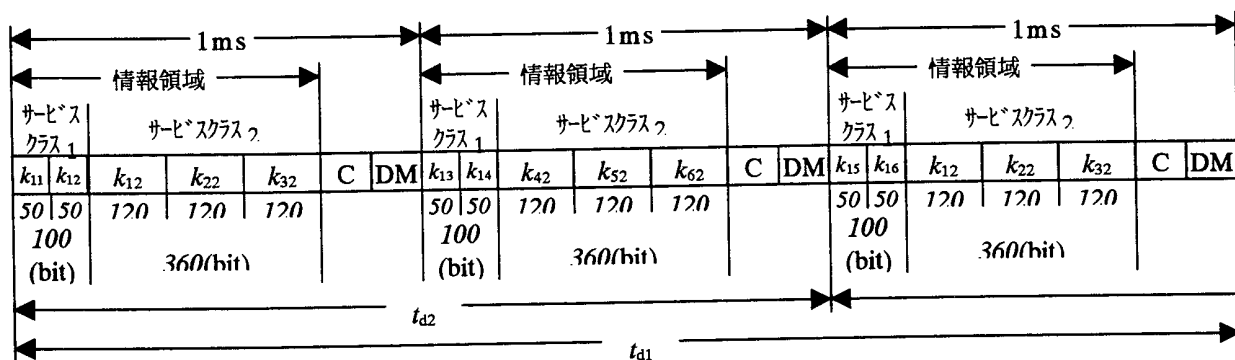 1ms 1ms 1ms
情報領域 情報領域 情報領域
サービス サービス サービス
クラス 1 サービスクラス 2 クラス 1 サービスクラス 2 クラス 1 サービスクラス 2
k11 k12 k12 k22 k32 C DM k13 k14 k42 k52 k62 C DM k15 k16 k12 k22 k32 C DM
50 50 120 120 120 50 50 120 120 120 50 50 120 120 120
100 100 100
(bit) 360(bit) (bit) 360(bit) (bit) 360(bit)
td2
td1